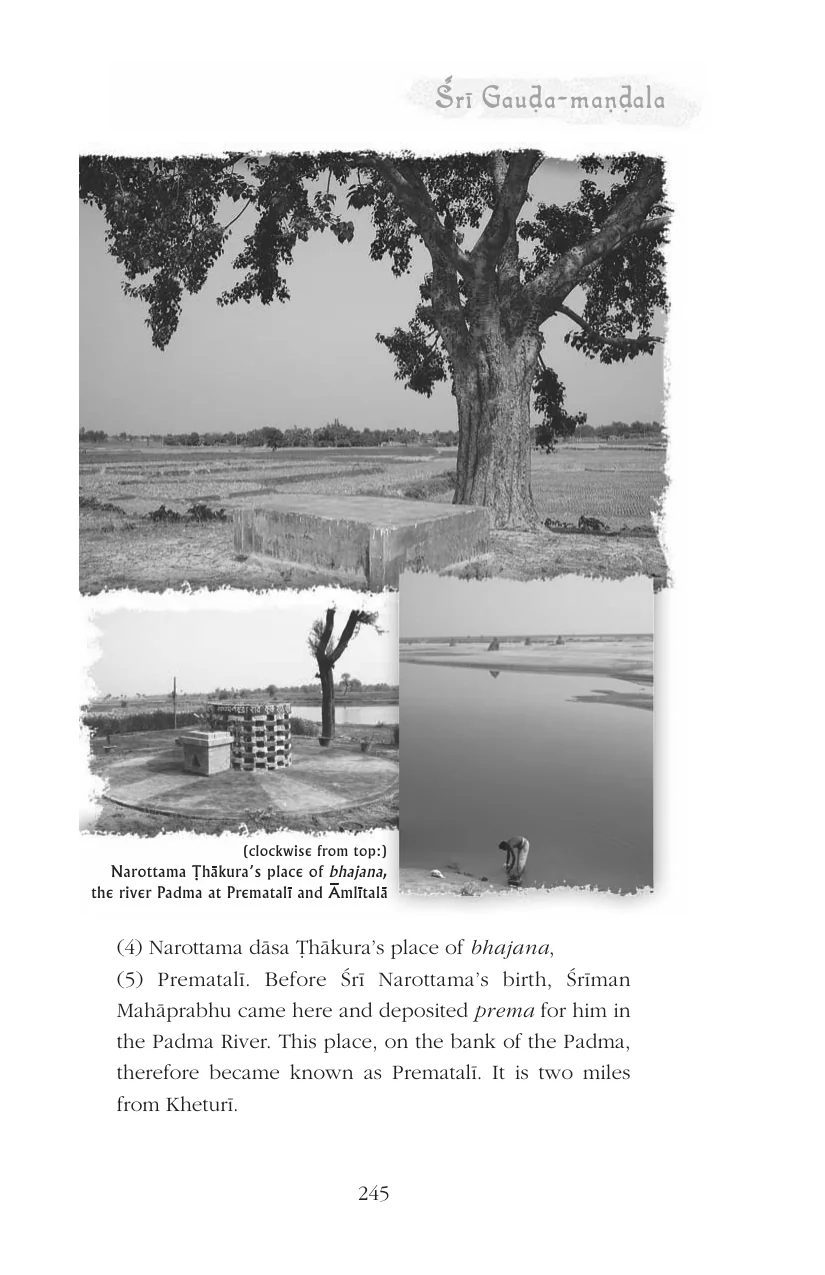 Śrī Gauḍa-maṇḍala
(clockwise from top:)
Narottama Ṭhākura's place of bhajana,
the river Padma at Prematalī and Āmlītalā
(4) Narottama dāsa Ṭhākura's place of bhajana,
(5) Prematalī. Before Śrī Narottama's birth, Śrīman
Mahāprabhu came here and deposited prema for him in
the Padma River. This place, on the bank of the Padma,
therefore became known as Prematalī. It is two miles
from Kheturī.
245